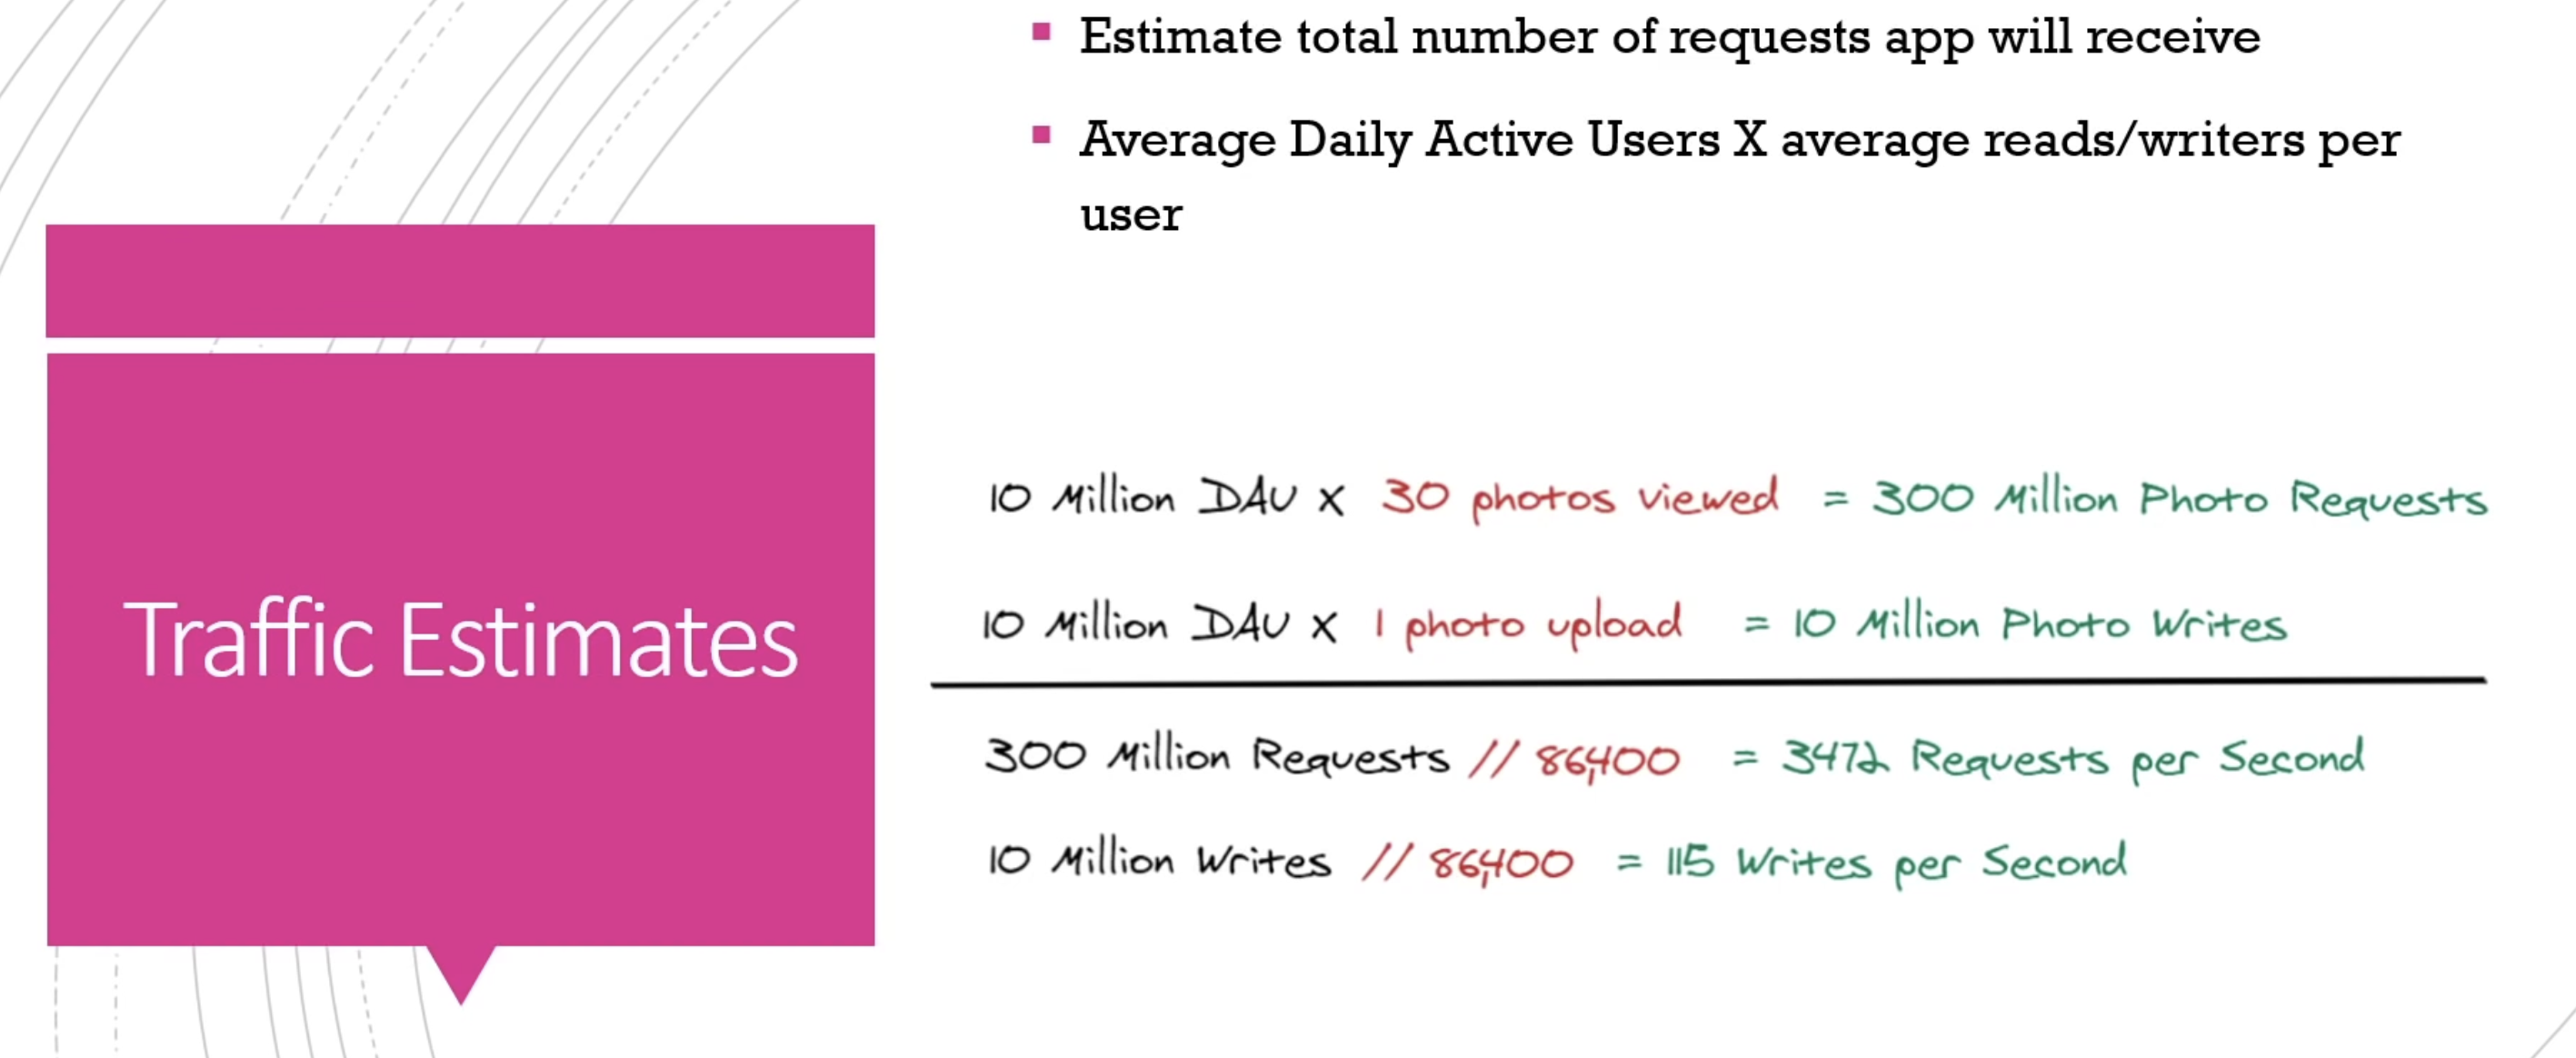 Estimate total number of requests app will receive
Average Daily Active Users X average reads/writers per
user
Traffic Estimates
10 Million DAU X 30 photos viewed = 300 Million Photo Requests
10 Million DAU X 1 photo upload = 10 Million Photo Writes
300 Million Requests // 86,400 = 3472 Requests per Second
10 Million Writes // 86,400 = 115 Writes per Second